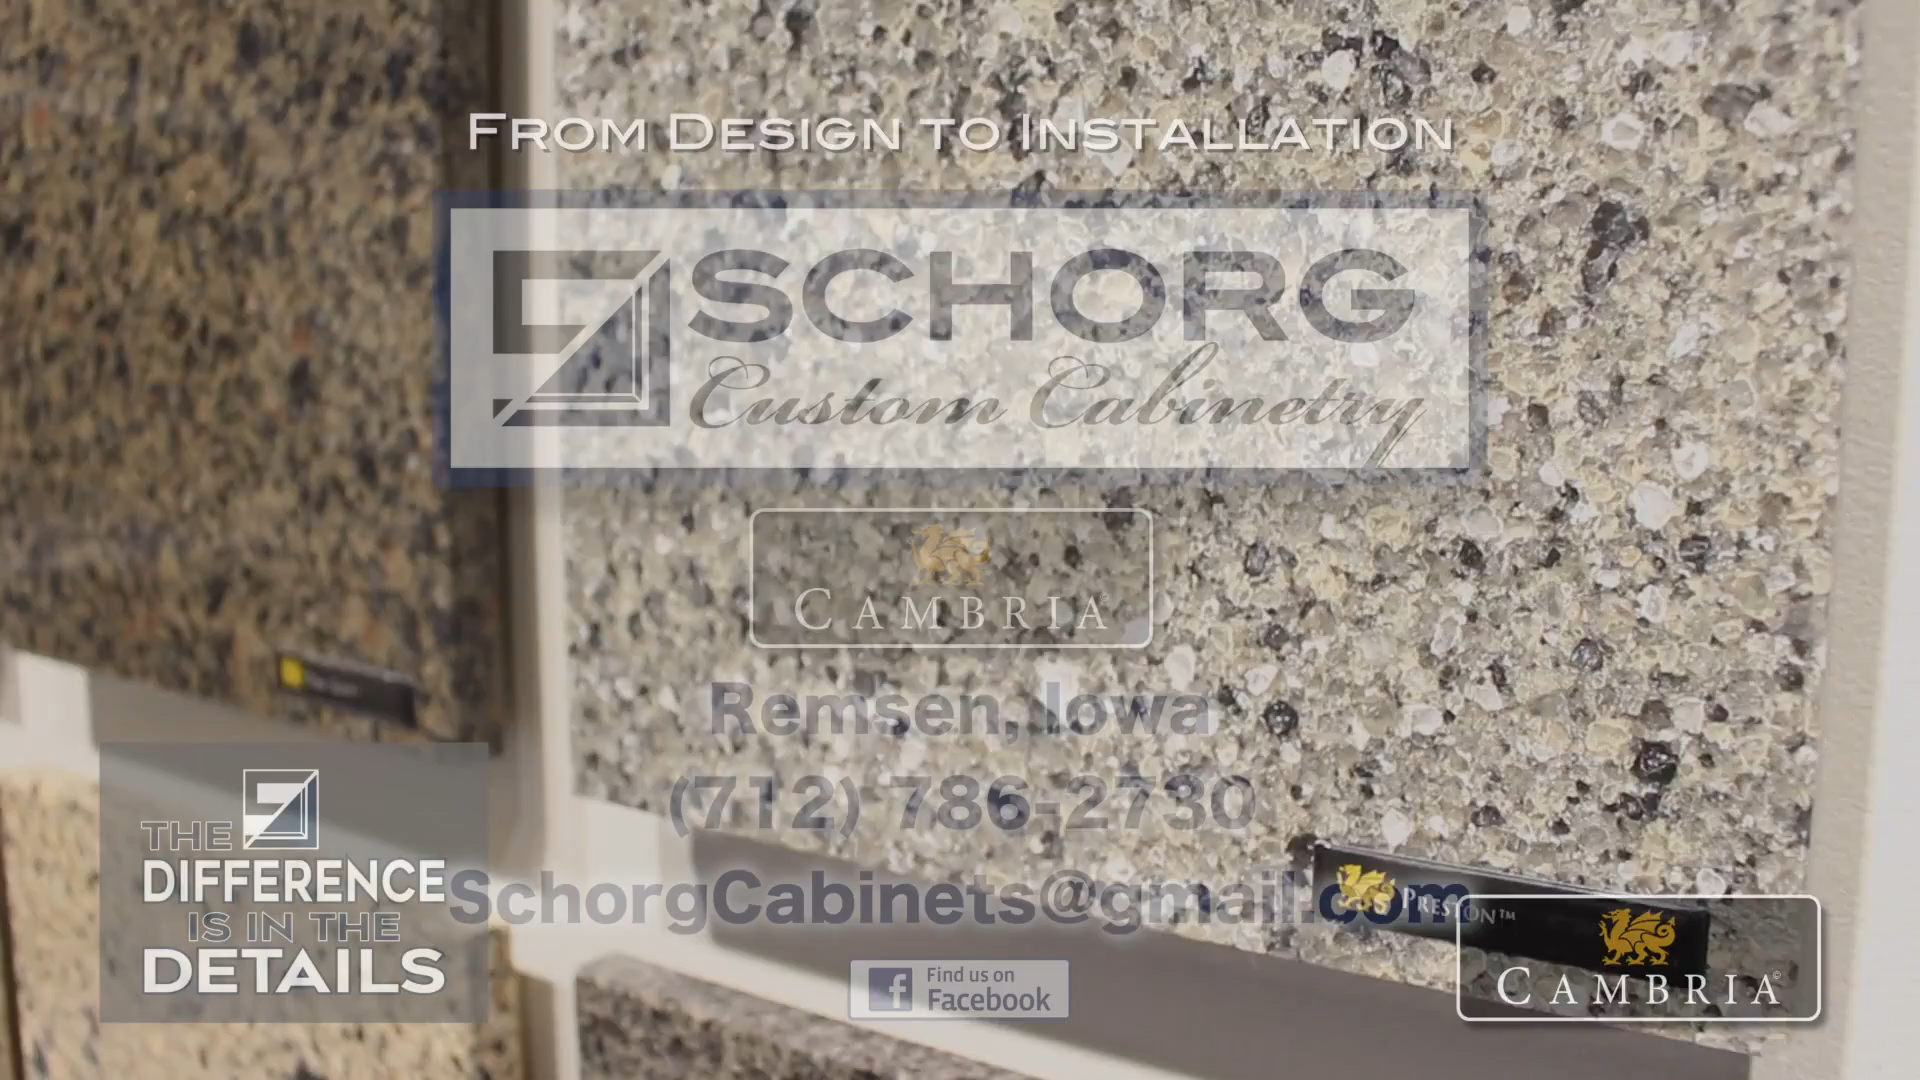 FROM DESIGN TO INSTALLATION
SCHORG
Custom Cabinetry
CAMBRIA
Remsen, Iowa
(712) 786-2730
SchorgCabinets@gmail.com
Find us on
Facebook
THE
DIFFERENCE
IS IN THE
DETAILS
PRESTON™
CAMBRIA©